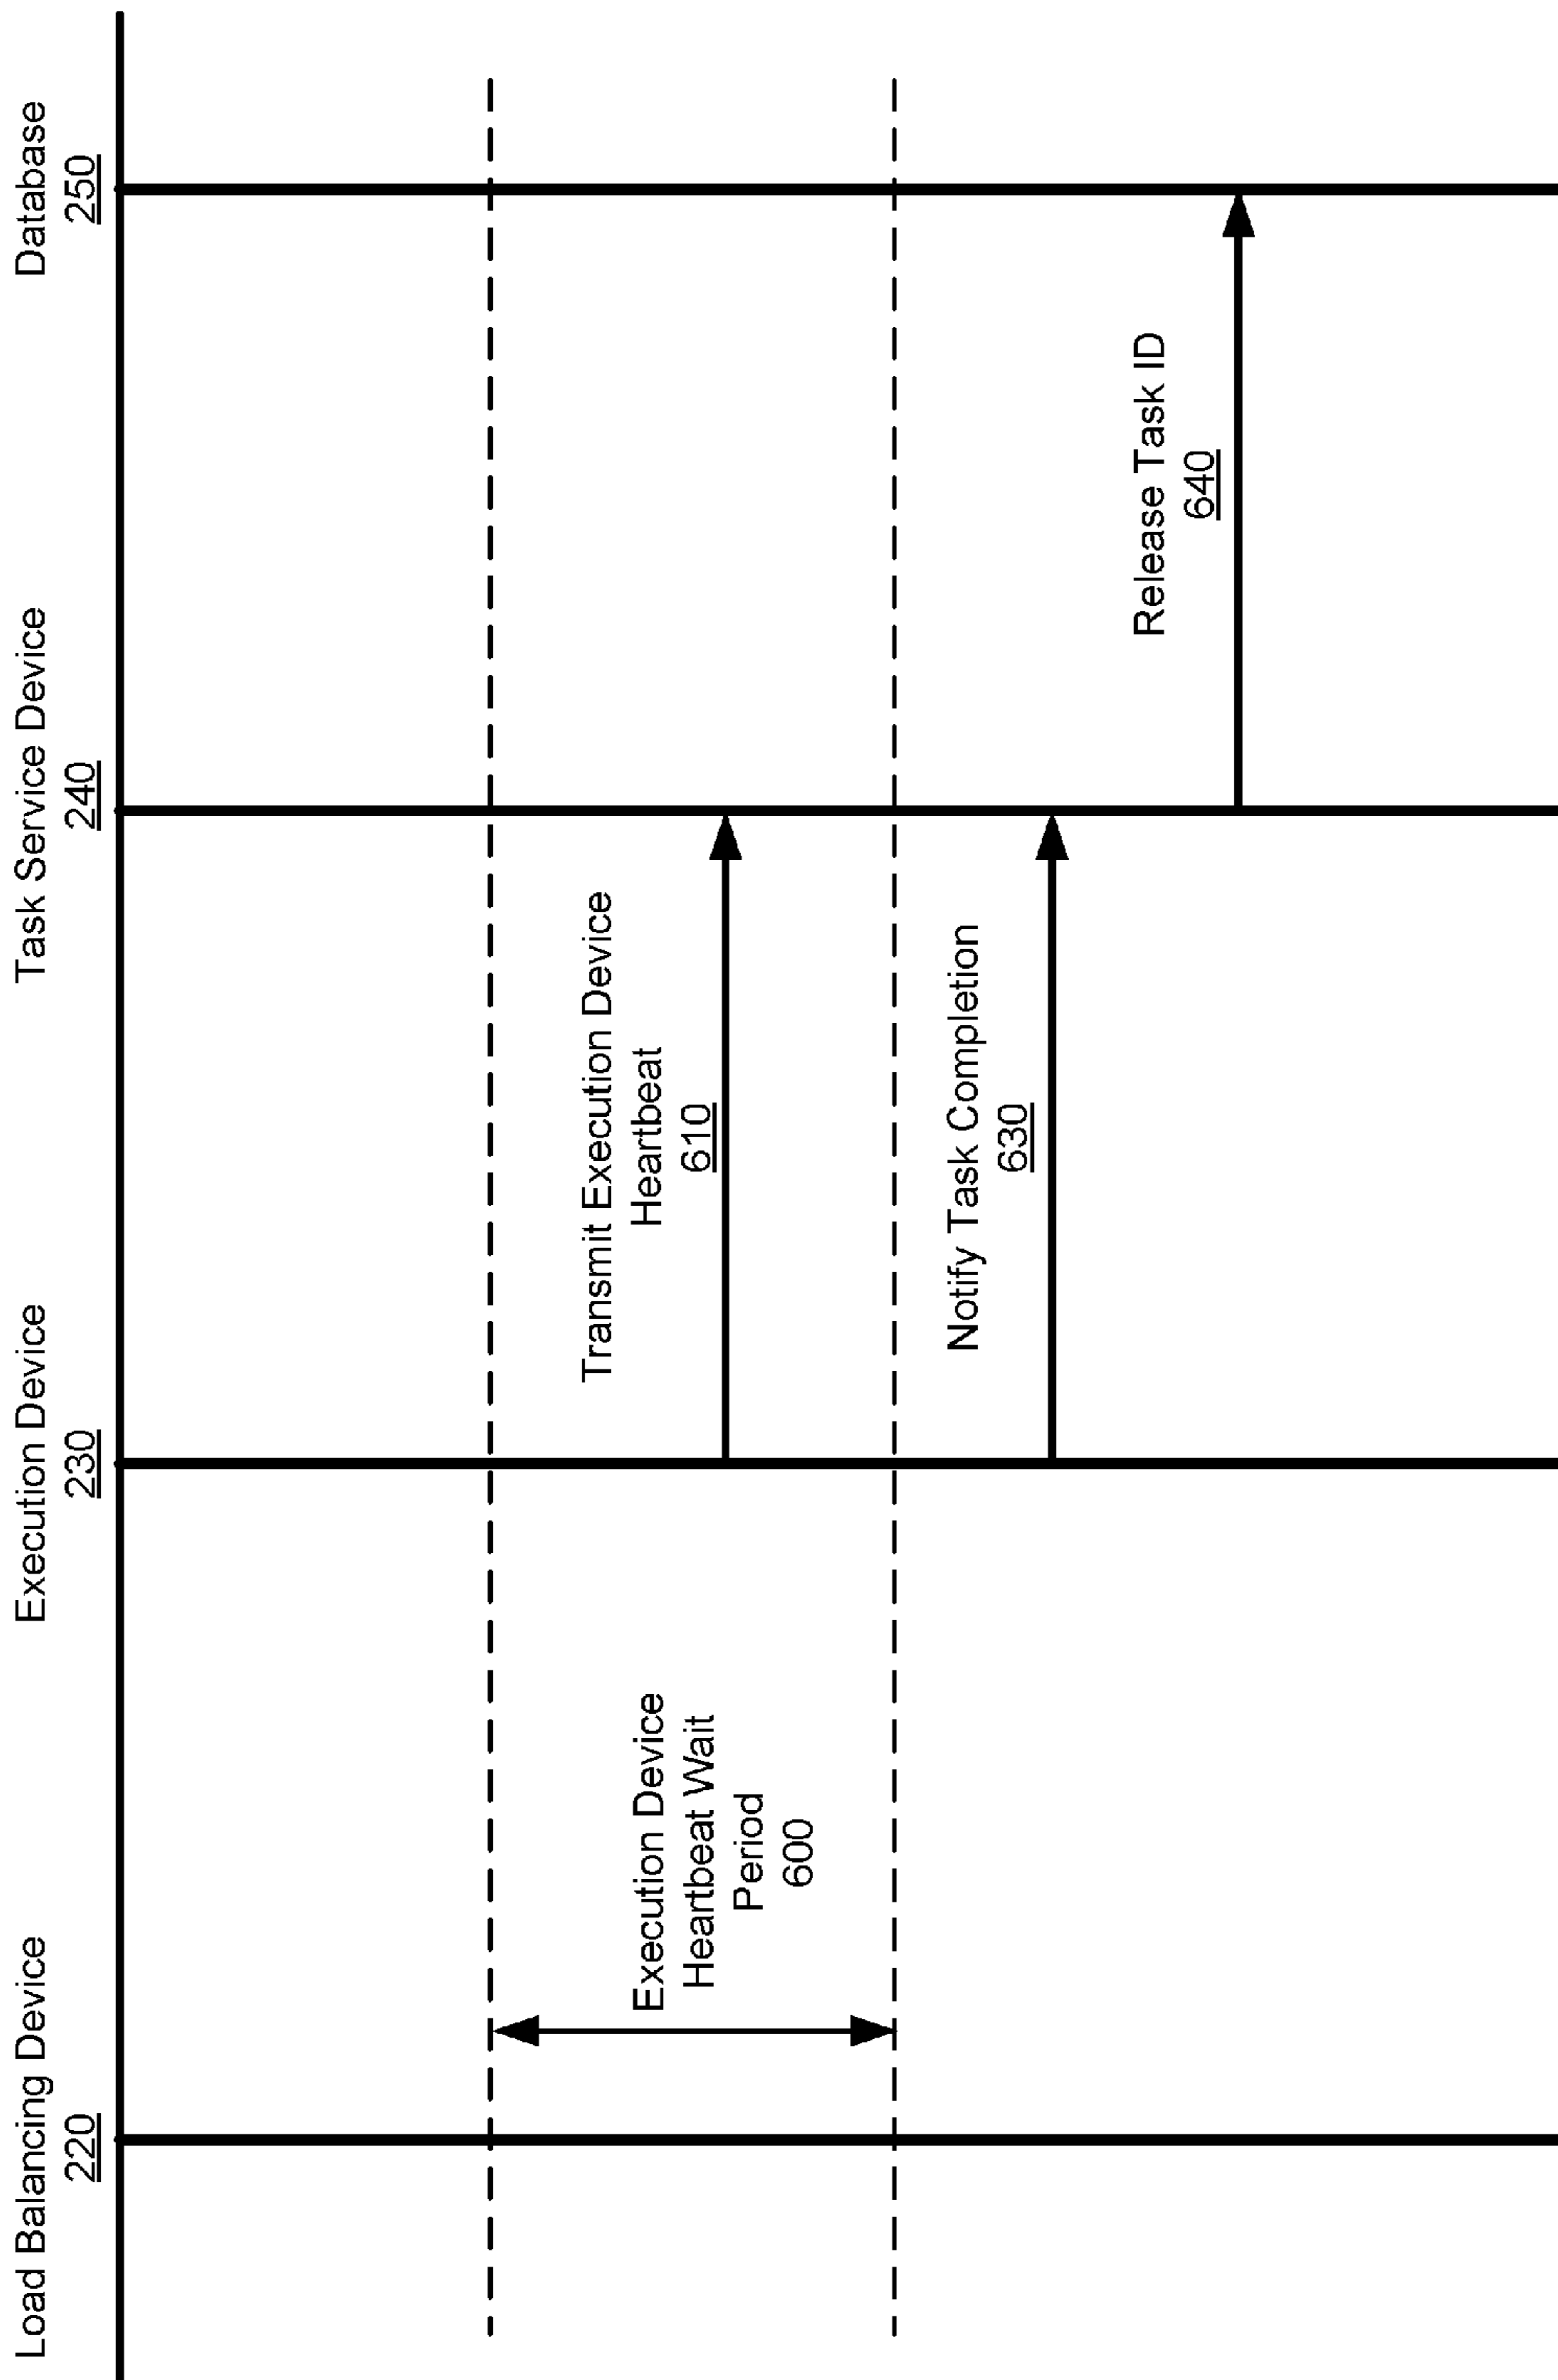 Load Balancing Device
220
Execution Device
230
Task Service Device
240
Database
250
Execution Device
Heartbeat Wait
Period
600
Transmit Execution Device
Heartbeat
610
Notify Task Completion
630
Release Task ID
640